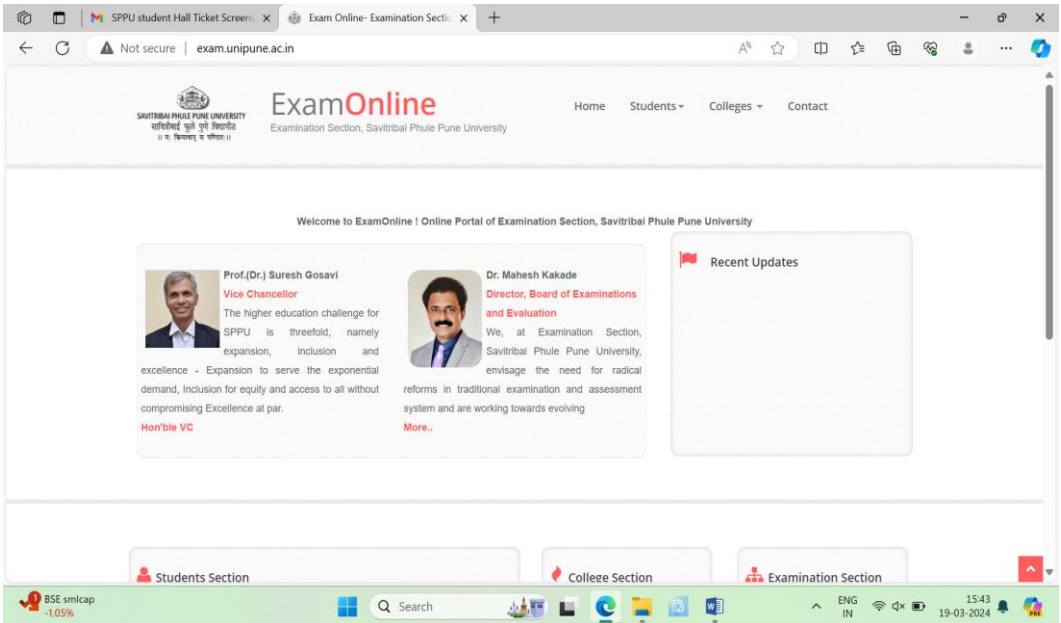 SPPU student Hall Ticket Screen
Exam Online- Examination Sectio
Not secure | exam.unipune.ac.in
SAVITRIBAI PHULE PUNE UNIVERSITY
सावित्रीबाई फुले पुणे विद्यापीठ
॥ यः क्रियावान् स पण्डितः ॥
ExamOnline
Examination Section, Savitribai Phule Pune University
Home Students Colleges Contact
Welcome to ExamOnline ! Online Portal of Examination Section, Savitribai Phule Pune University
Prof.(Dr.) Suresh Gosavi
Vice Chancellor
The higher education challenge for
SPPU is threefold, namely
expansion, inclusion and
excellence - Expansion to serve the exponential
demand, Inclusion for equity and access to all without
compromising Excellence at par.
Hon'ble VC
Dr. Mahesh Kakade
Director, Board of Examinations
and Evaluation
We, at Examination Section,
Savitribai Phule Pune University,
envisage the need for radical
reforms in traditional examination and assessment
system and are working towards evolving
More..
Recent Updates
Students Section
College Section
Examination Section
BSE smlcap
-1.05%
Search
ENG
IN
15:43
19-03-2024